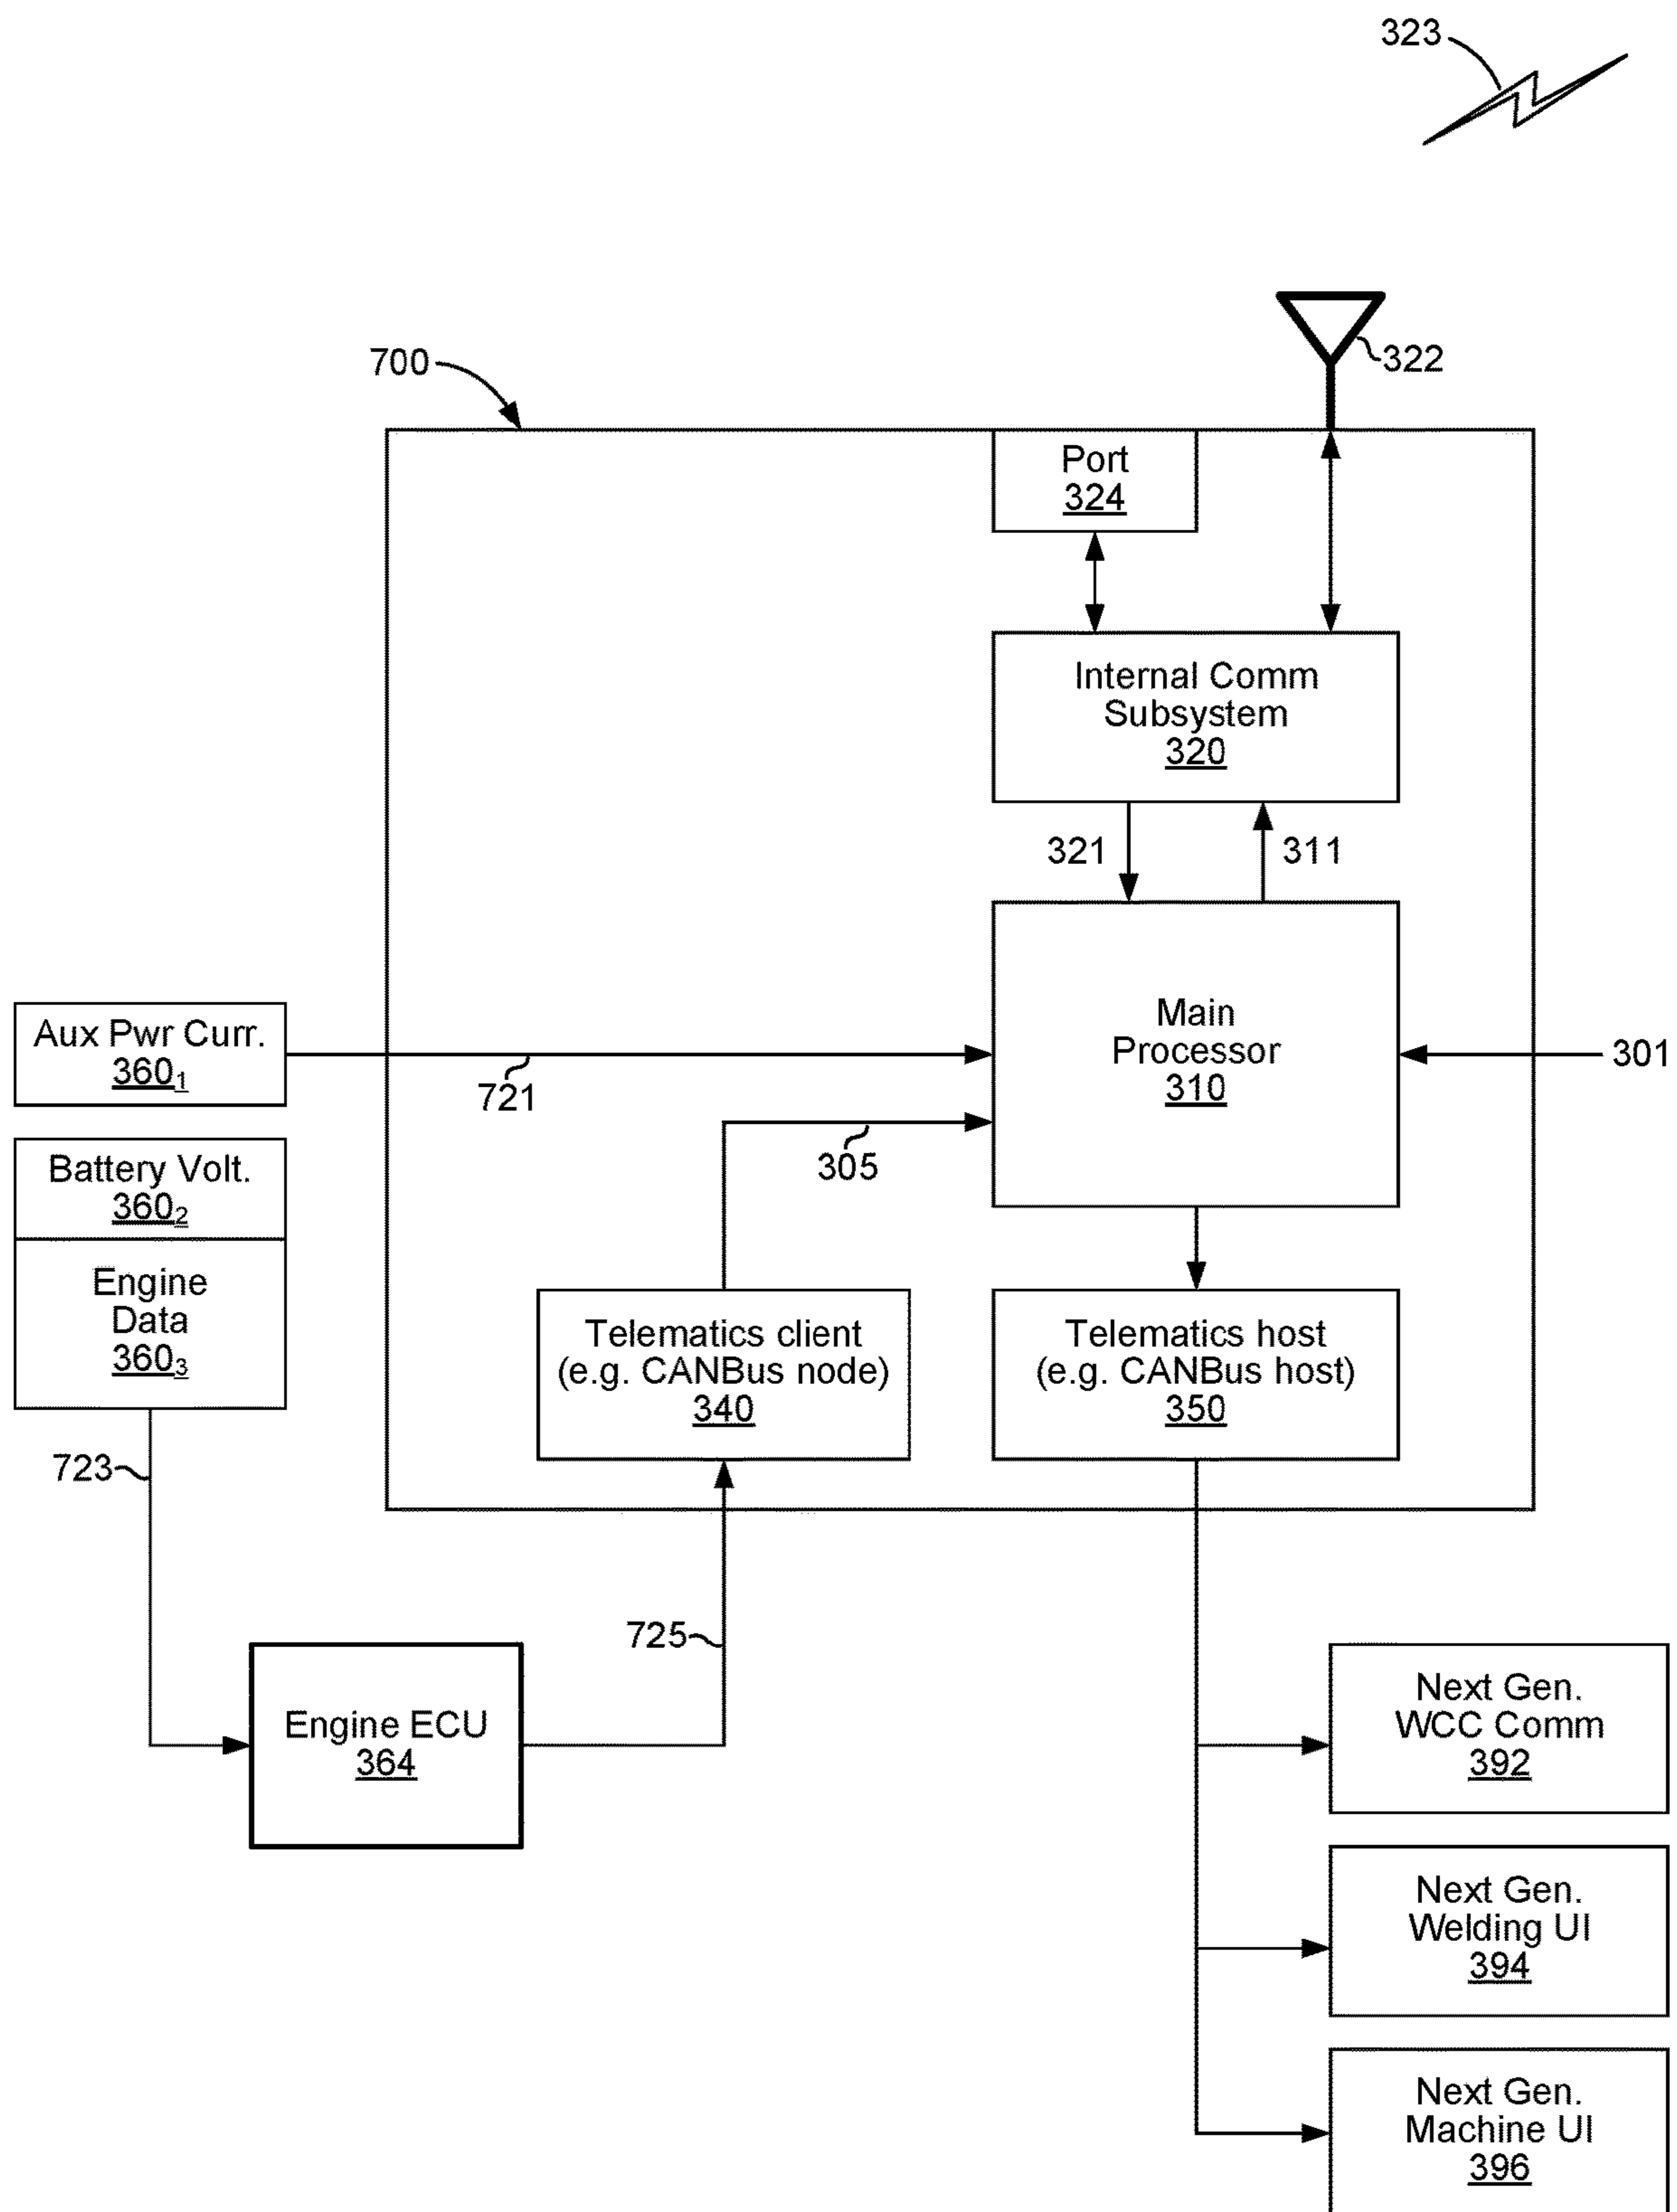 323
322
700
Port
324
Internal Comm
Subsystem
320
321
311
Main
Processor
310
301
Aux Pwr Curr.
360₁
721
305
Battery Volt.
360₂
Engine
Data
360₃
Telematics client
(e.g. CANBus node)
340
Telematics host
(e.g. CANBus host)
350
723
725
Engine ECU
364
Next Gen.
WCC Comm
392
Next Gen.
Welding UI
394
Next Gen.
Machine UI
396